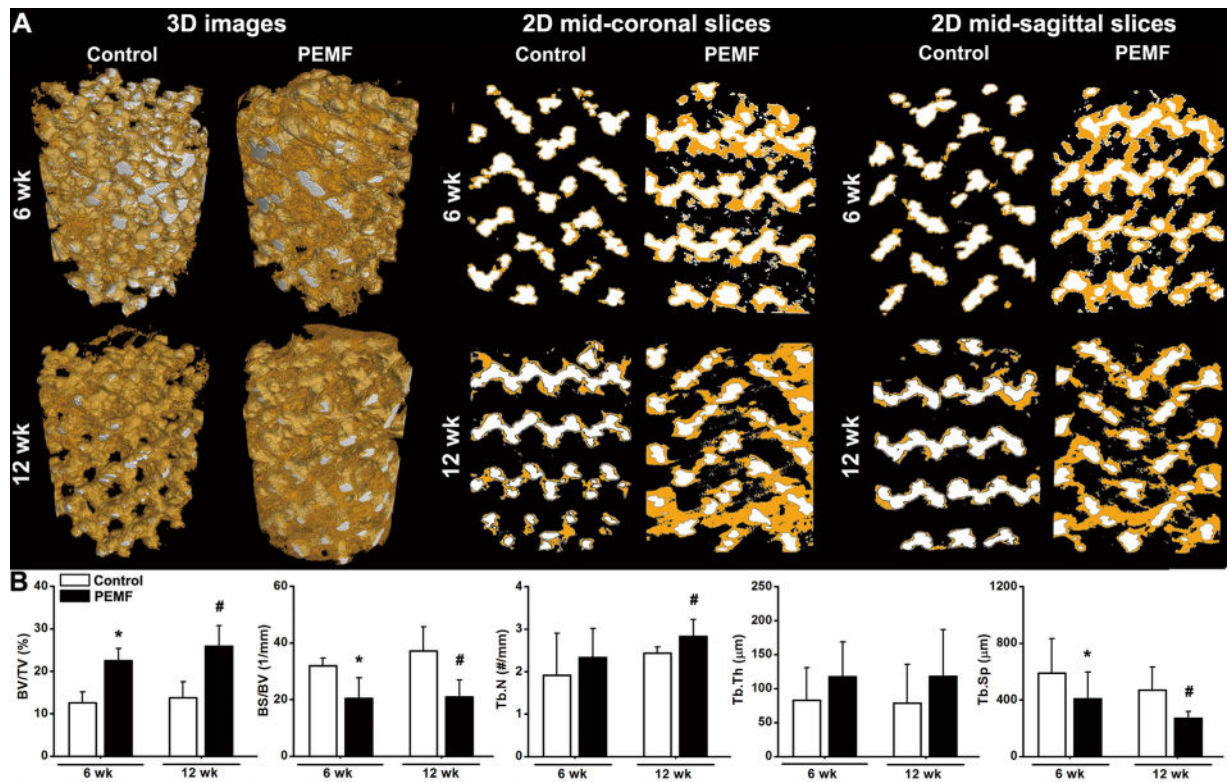 A
3D images
2D mid-coronal slices
2D mid-sagittal slices
Control
PEMF
Control
PEMF
Control
PEMF
6 wk
6 wk
6 wk
12 wk
12 wk
12 wk
B
Control
PEMF
BV/TV (%)
40
30
20
10
0
*
#
6 wk
12 wk
BS/BV (1/mm)
60
40
20
0
*
#
6 wk
12 wk
Tb.N (#/mm)
4
3
2
1
0
#
6 wk
12 wk
Tb.Th (μm)
250
200
150
100
50
0
6 wk
12 wk
Tb.Sp (μm)
1200
800
400
0
*
#
6 wk
12 wk